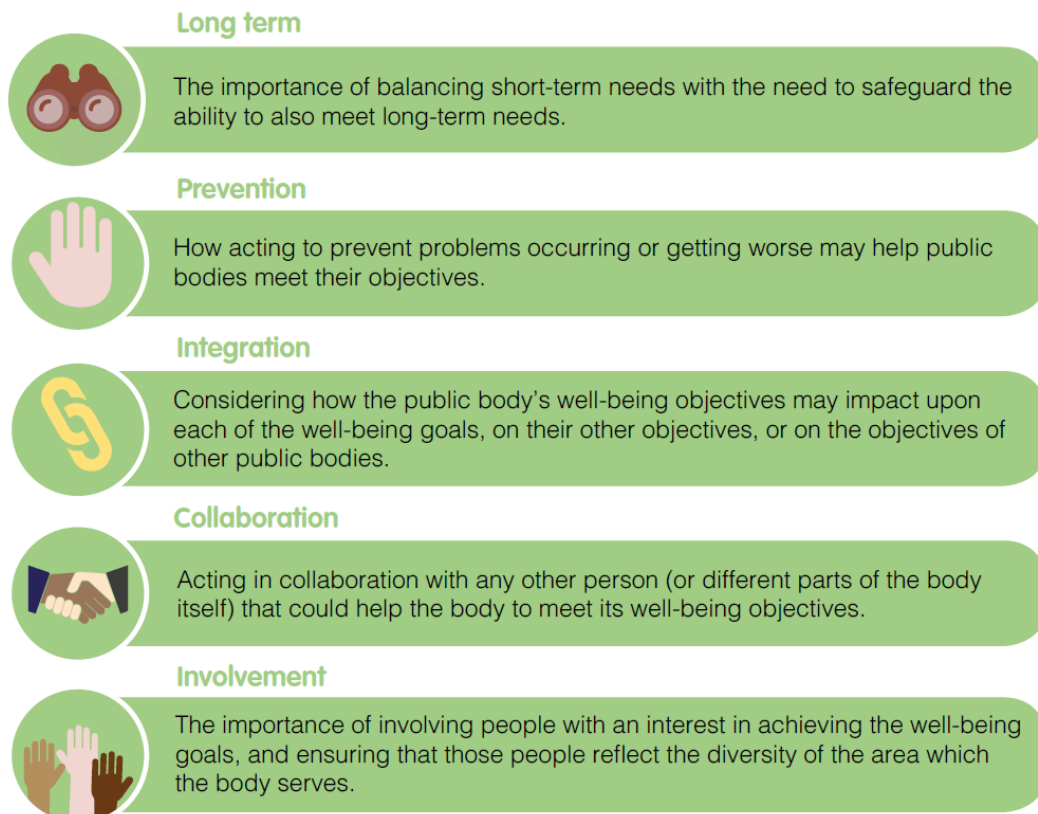 Long term
The importance of balancing short-term needs with the need to safeguard the
ability to also meet long-term needs.
Prevention
How acting to prevent problems occurring or getting worse may help public
bodies meet their objectives.
Integration
Considering how the public body's well-being objectives may impact upon
each of the well-being goals, on their other objectives, or on the objectives of
other public bodies.
Collaboration
Acting in collaboration with any other person (or different parts of the body
itself) that could help the body to meet its well-being objectives.
Involvement
The importance of involving people with an interest in achieving the well-being
goals, and ensuring that those people reflect the diversity of the area which
the body serves.